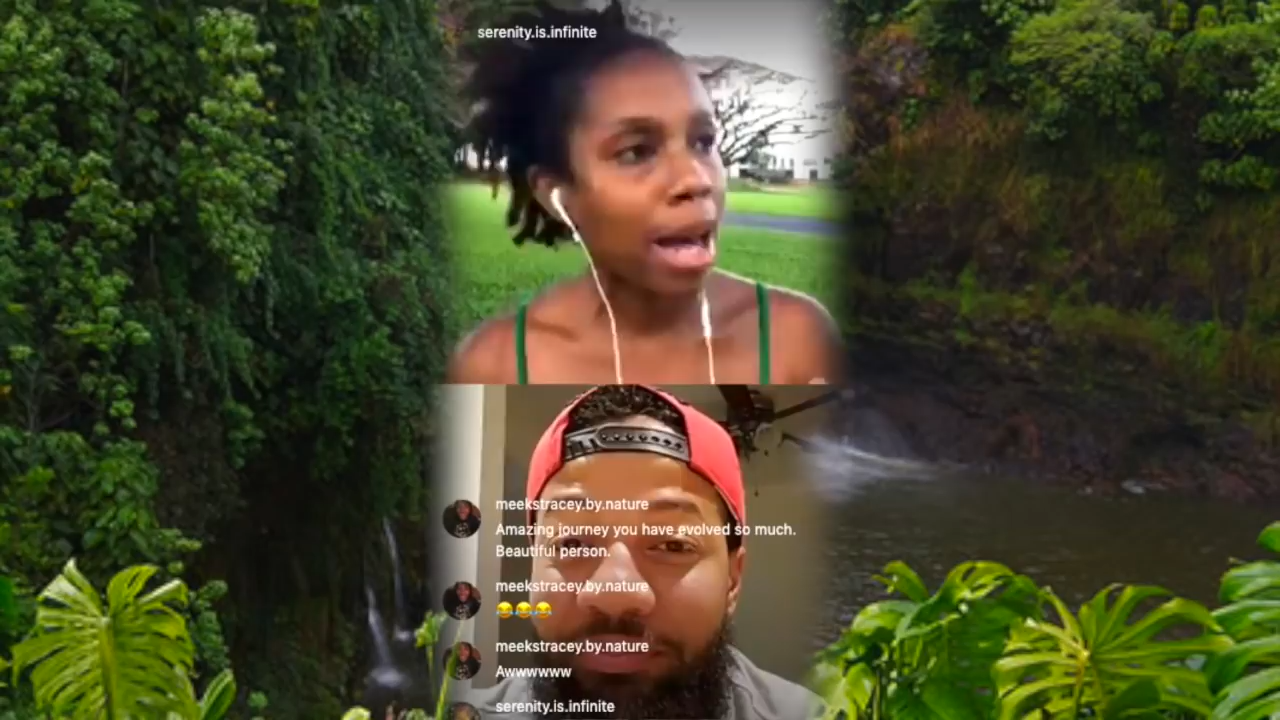 serenity.is.infinite
meekstracey.by.nature
Amazing journey you have evolved so much.
Beautiful person.
meekstracey.by.nature
😂😂😂
meekstracey.by.nature
Awwwwww
serenity.is.infinite